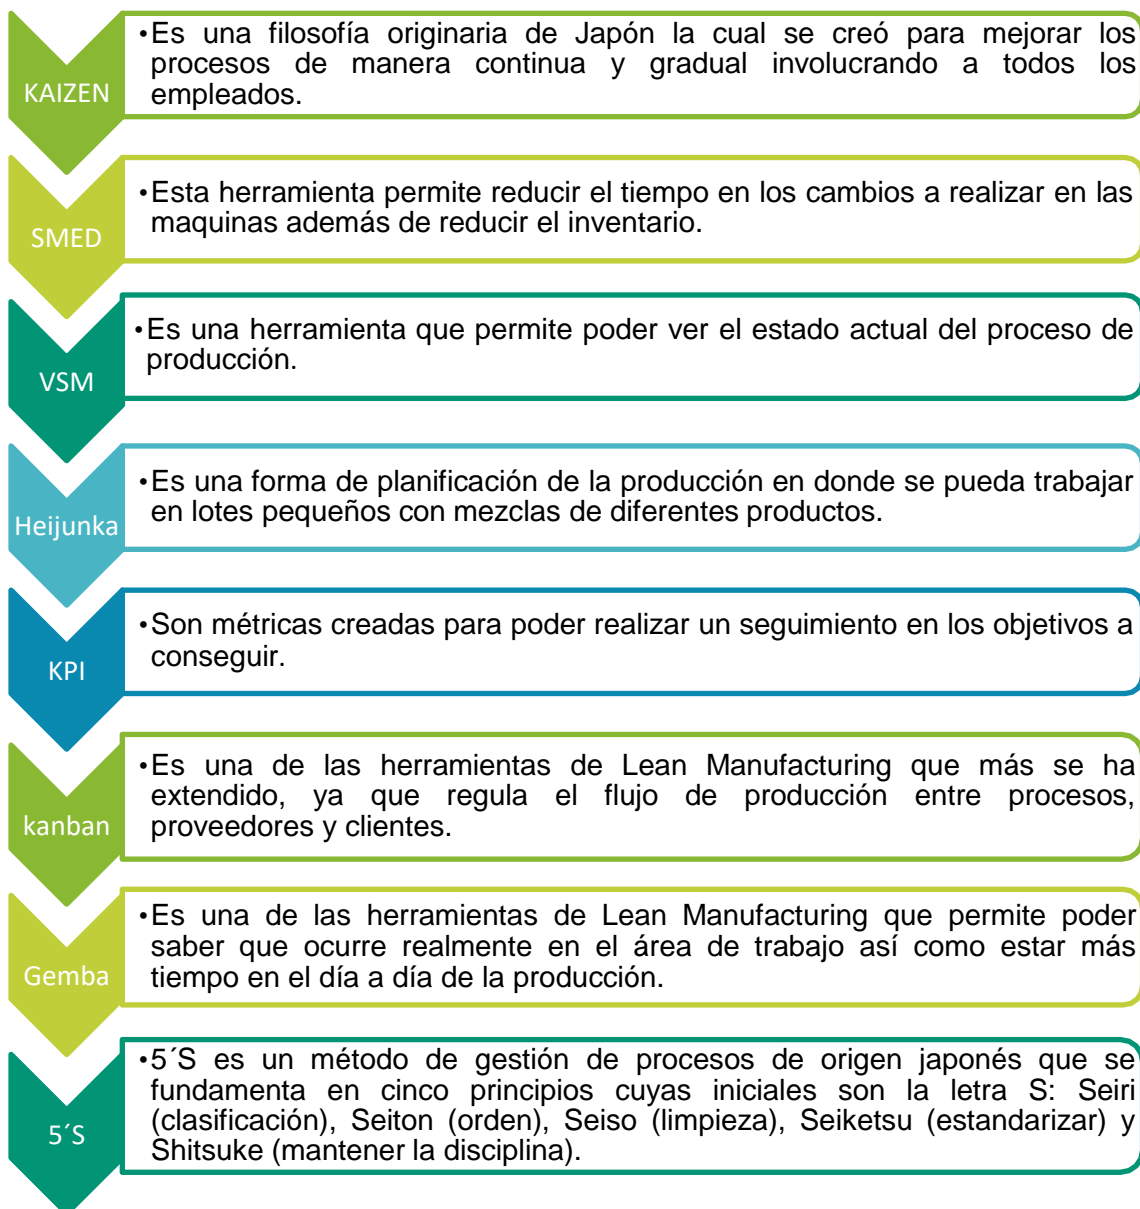 KAIZEN
•Es una filosofía originaria de Japón la cual se creó para mejorar los
procesos de manera continua y gradual involucrando a todos los
empleados.
SMED
•Esta herramienta permite reducir el tiempo en los cambios a realizar en las
maquinas además de reducir el inventario.
VSM
•Es una herramienta que permite poder ver el estado actual del proceso de
producción.
Heijunka
•Es una forma de planificación de la producción en donde se pueda trabajar
en lotes pequeños con mezclas de diferentes productos.
KPI
•Son métricas creadas para poder realizar un seguimiento en los objetivos a
conseguir.
kanban
•Es una de las herramientas de Lean Manufacturing que más se ha
extendido, ya que regula el flujo de producción entre procesos,
proveedores y clientes.
Gemba
•Es una de las herramientas de Lean Manufacturing que permite poder
saber que ocurre realmente en el área de trabajo así como estar más
tiempo en el día a día de la producción.
5´S
•5´S es un método de gestión de procesos de origen japonés que se
fundamenta en cinco principios cuyas iniciales son la letra S: Seiri
(clasificación), Seiton (orden), Seiso (limpieza), Seiketsu (estandarizar) y
Shitsuke (mantener la disciplina).